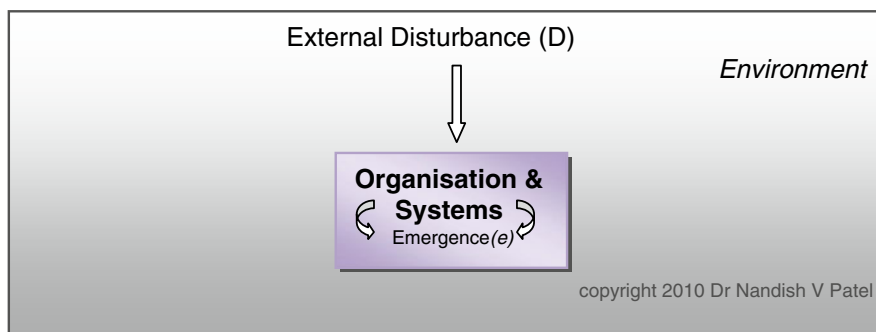 External Disturbance (D)
Environment
Organisation &
Systems
Emergence(e)
copyright 2010 Dr Nandish V Patel